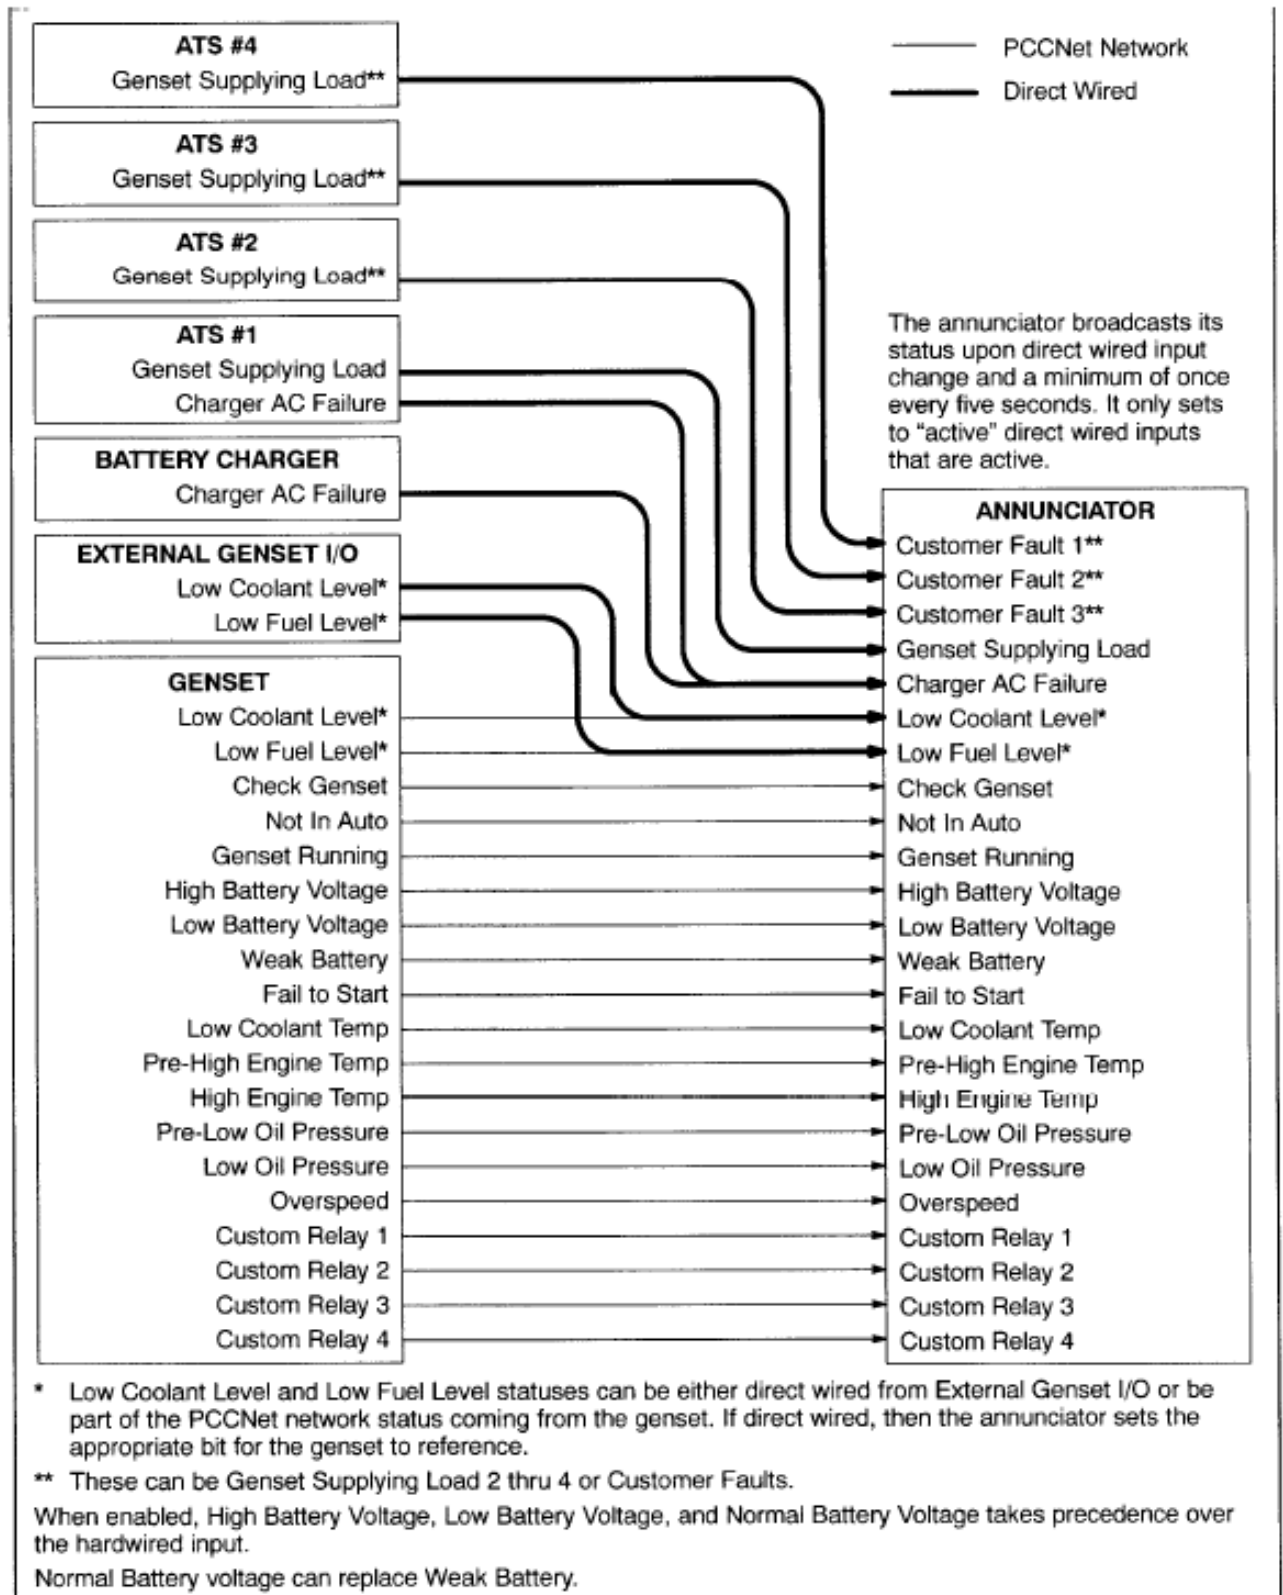 ATS #4
Genset Supplying Load**
ATS #3
Genset Supplying Load**
ATS #2
Genset Supplying Load**
ATS #1
Genset Supplying Load
Charger AC Failure
BATTERY CHARGER
Charger AC Failure
EXTERNAL GENSET I/O
Low Coolant Level*
Low Fuel Level*
GENSET
Low Coolant Level*
Low Fuel Level*
Check Genset
Not In Auto
Genset Running
High Battery Voltage
Low Battery Voltage
Weak Battery
Fail to Start
Low Coolant Temp
Pre-High Engine Temp
High Engine Temp
Pre-Low Oil Pressure
Low Oil Pressure
Overspeed
Custom Relay 1
Custom Relay 2
Custom Relay 3
Custom Relay 4
PCCNet Network
Direct Wired
The annunciator broadcasts its
status upon direct wired input
change and a minimum of once
every five seconds. It only sets
to “active” direct wired inputs
that are active.
ANNUNCIATOR
Customer Fault 1**
Customer Fault 2**
Customer Fault 3**
Genset Supplying Load
Charger AC Failure
Low Coolant Level*
Low Fuel Level*
Check Genset
Not In Auto
Genset Running
High Battery Voltage
Low Battery Voltage
Weak Battery
Fail to Start
Low Coolant Temp
Pre-High Engine Temp
High Engine Temp
Pre-Low Oil Pressure
Low Oil Pressure
Overspeed
Custom Relay 1
Custom Relay 2
Custom Relay 3
Custom Relay 4
* Low Coolant Level and Low Fuel Level statuses can be either direct wired from External Genset I/O or be
part of the PCCNet network status coming from the genset. If direct wired, then the annunciator sets the
appropriate bit for the genset to reference.
** These can be Genset Supplying Load 2 thru 4 or Customer Faults.
When enabled, High Battery Voltage, Low Battery Voltage, and Normal Battery Voltage takes precedence over
the hardwired input.
Normal Battery voltage can replace Weak Battery.